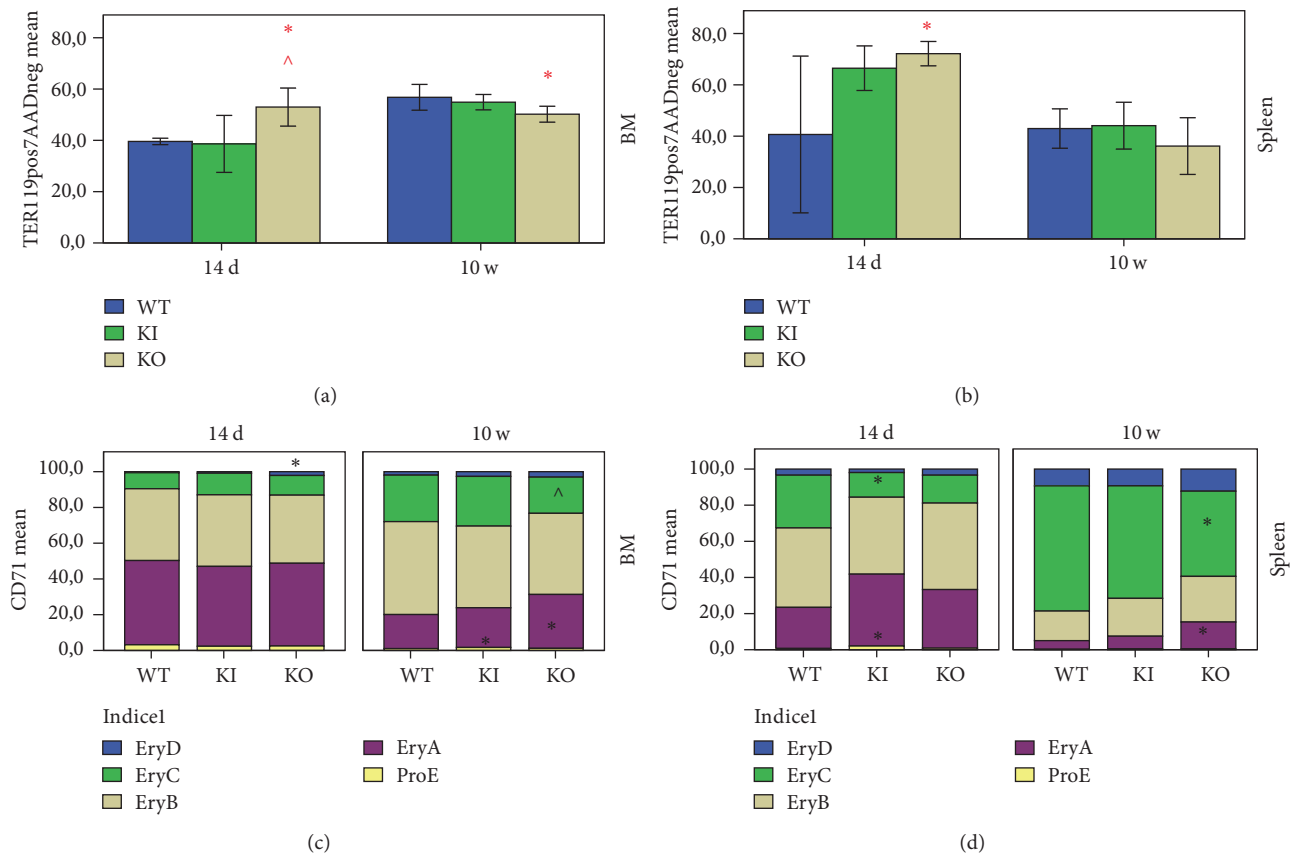 TER119pos7AADneg mean
80,0
60,0
40,0
20,0
0,0
*
^
*
14 d
10 w
BM
WT
KI
KO
(a)
TER119pos7AADneg mean
80,0
60,0
40,0
20,0
0,0
*
14 d
10 w
Spleen
WT
KI
KO
(b)
14 d
10 w
CD71 mean
100,0
80,0
60,0
40,0
20,0
0,0
*
^
*
*
BM
WT
KI
KO
WT
KI
KO
Indice1
EryD
EryC
EryB
EryA
ProE
(c)
14 d
10 w
CD71 mean
100,0
80,0
60,0
40,0
20,0
0,0
*
*
*
*
Spleen
WT
KI
KO
WT
KI
KO
Indice1
EryD
EryC
EryB
EryA
ProE
(d)